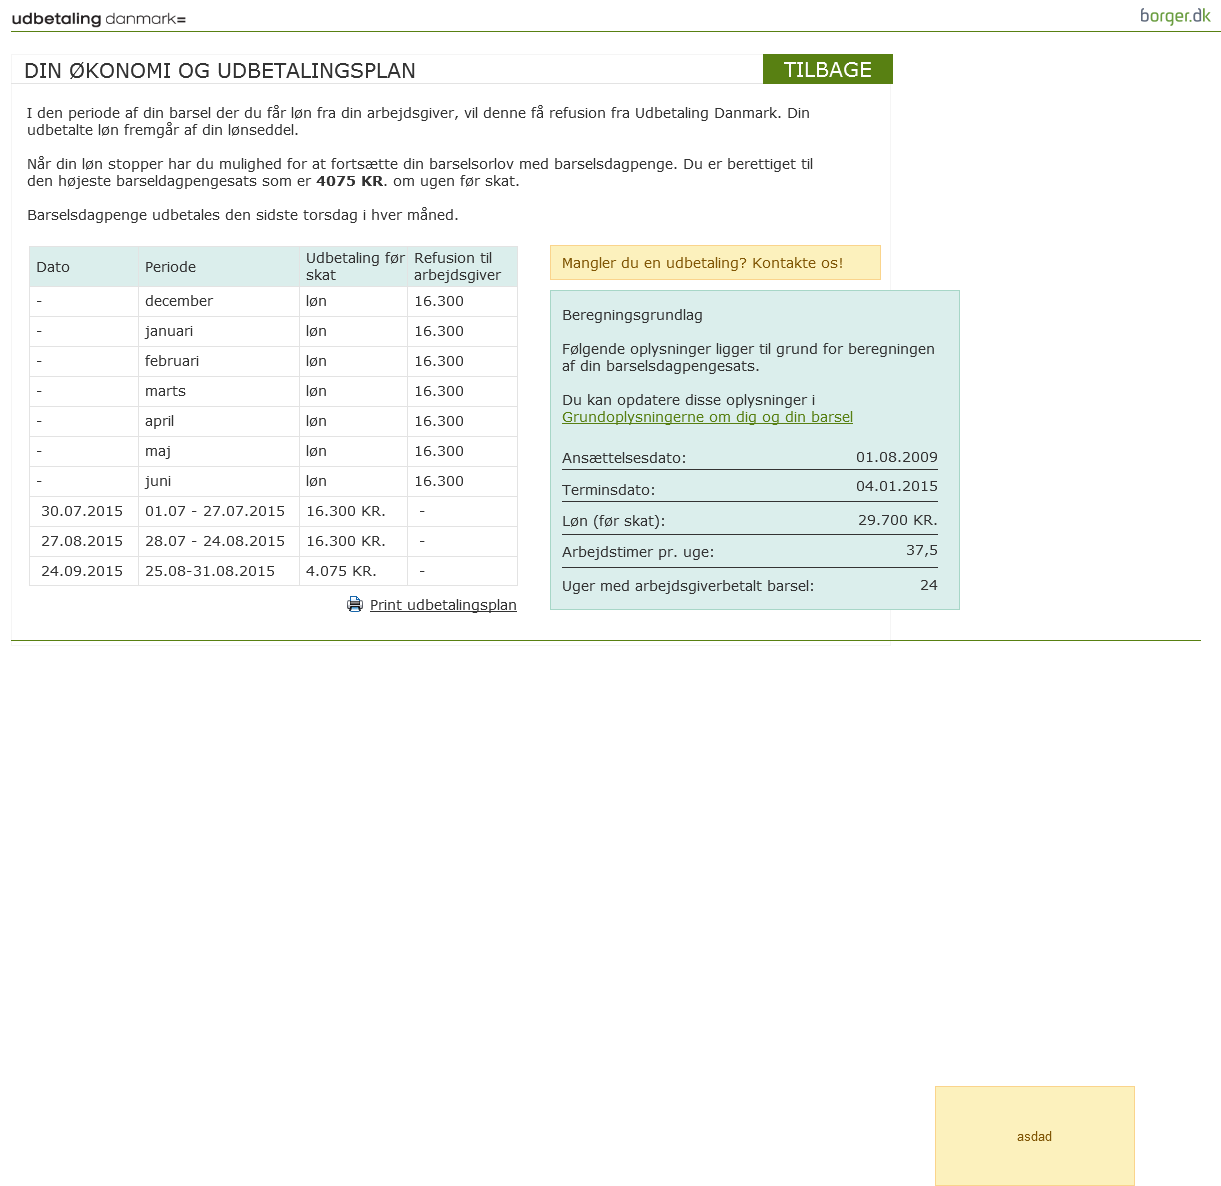 udbetaling danmark=
borger.dk
DIN ØKONOMI OG UDBETALINGSPLAN
TILBAGE
I den periode af din barsel der du får løn fra din arbejdsgiver, vil denne få refusion fra Udbetaling Danmark. Din
udbetalte løn fremgår af din lønseddel.
Når din løn stopper har du mulighed for at fortsætte din barselsorlov med barselsdagpenge. Du er berettiget til
den højeste barseldagpengesats som er 4075 KR. om ugen før skat.
Barselsdagpenge udbetales den sidste torsdag i hver måned.
Dato Periode Udbetaling før skat Refusion til arbejdsgiver
- december løn 16.300
- januari løn 16.300
- februari løn 16.300
- marts løn 16.300
- april løn 16.300
- maj løn 16.300
- juni løn 16.300
30.07.2015 01.07 - 27.07.2015 16.300 KR. -
27.08.2015 28.07 - 24.08.2015 16.300 KR. -
24.09.2015 25.08-31.08.2015 4.075 KR. -
Print udbetalingsplan
Mangler du en udbetaling? Kontakte os!
Beregningsgrundlag
Følgende oplysninger ligger til grund for beregningen
af din barselsdagpengesats.
Du kan opdatere disse oplysninger i
Grundoplysningerne om dig og din barsel
Ansættelsesdato: 01.08.2009
Terminsdato: 04.01.2015
Løn (før skat): 29.700 KR.
Arbejdstimer pr. uge: 37,5
Uger med arbejdsgiverbetalt barsel: 24
asdad